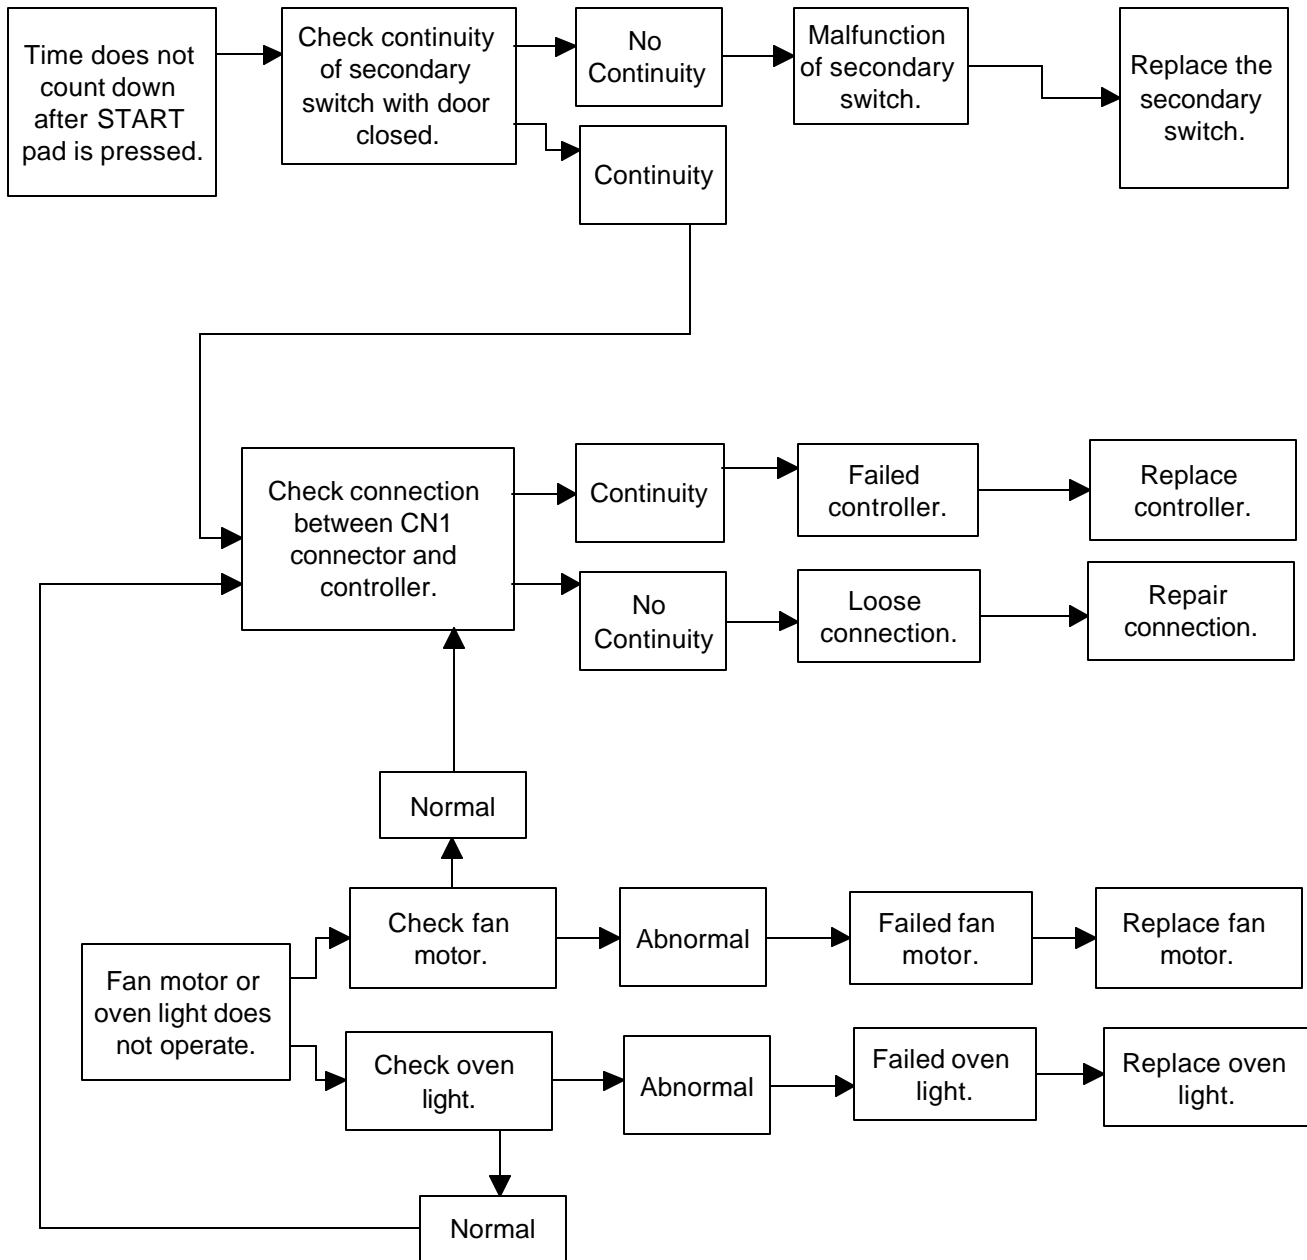 Time does not
count down
after START
pad is pressed.
Check continuity
of secondary
switch with door
closed.
No
Continuity
Malfunction
of secondary
switch.
Replace the
secondary
switch.
Continuity
Check connection
between CN1
connector and
controller.
Continuity
Failed
controller.
Replace
controller.
No
Continuity
Loose
connection.
Repair
connection.
Normal
Fan motor or
oven light does
not operate.
Check fan
motor.
Abnormal
Failed fan
motor.
Replace fan
motor.
Check oven
light.
Abnormal
Failed oven
light.
Replace oven
light.
Normal